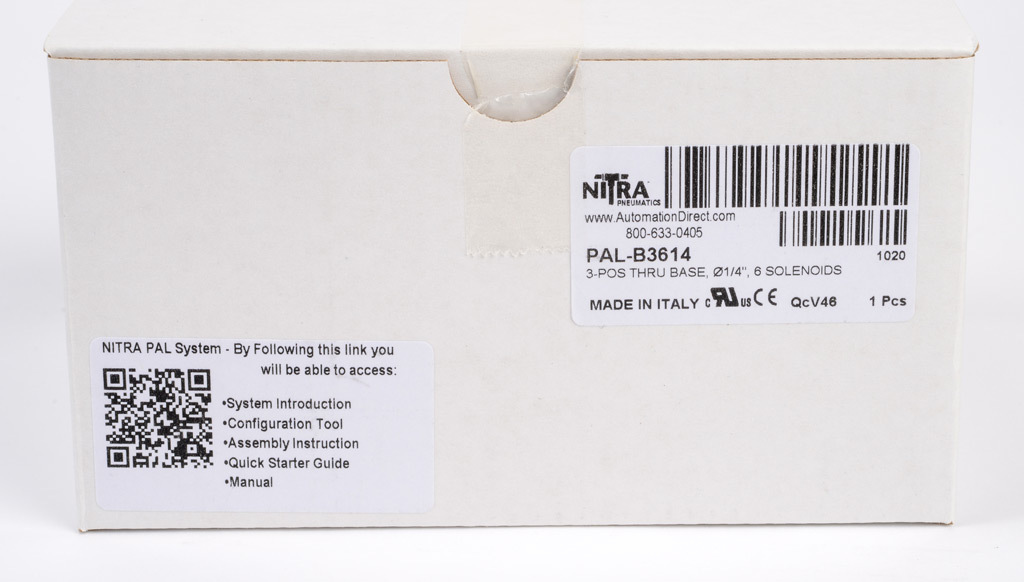 NITRA
PNEUMATICS
www.AutomationDirect.com
800-633-0405
PAL-B3614
1020
3-POS THRU BASE, Ø1/4", 6 SOLENOIDS
MADE IN ITALY c RU us CE QcV46 1 Pcs
NITRA PAL System - By Following this link you
will be able to access:
•System Introduction
•Configuration Tool
•Assembly Instruction
•Quick Starter Guide
•Manual